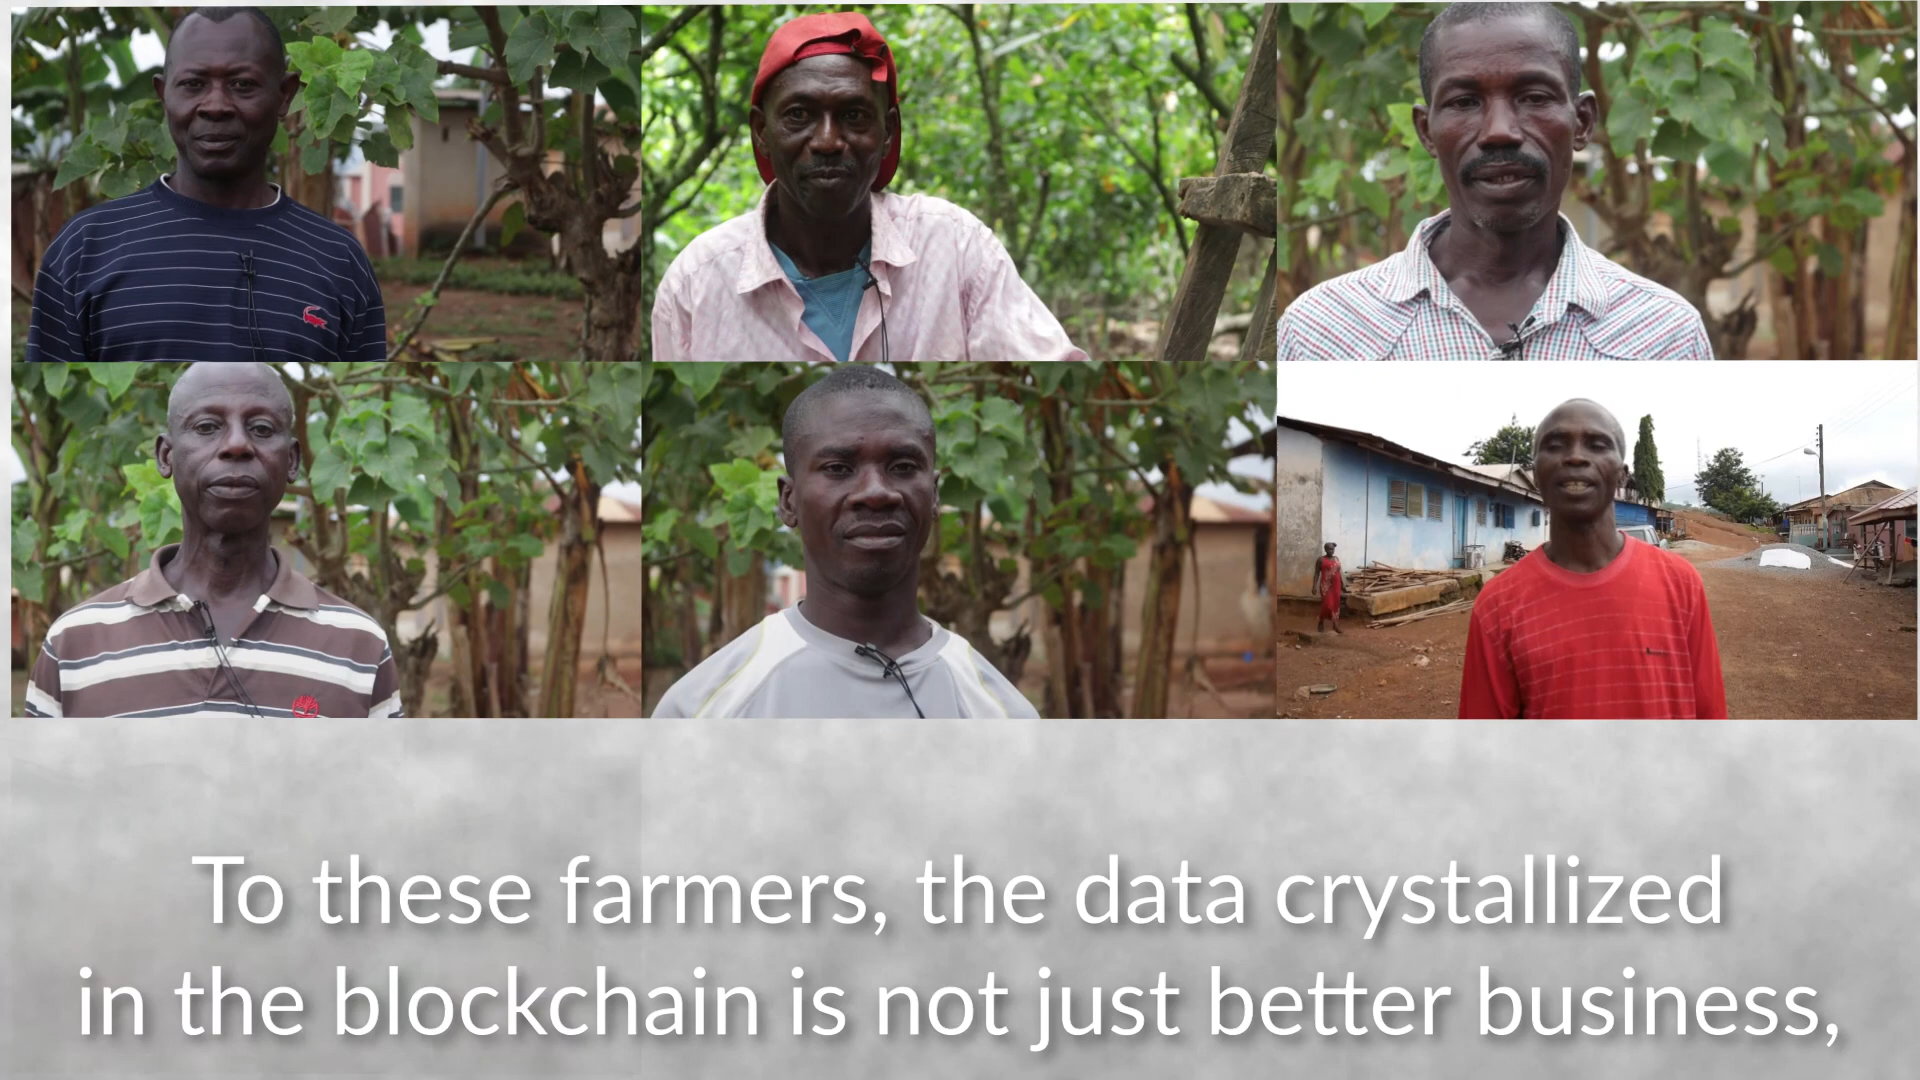 To these farmers, the data crystallized
in the blockchain is not just better business,